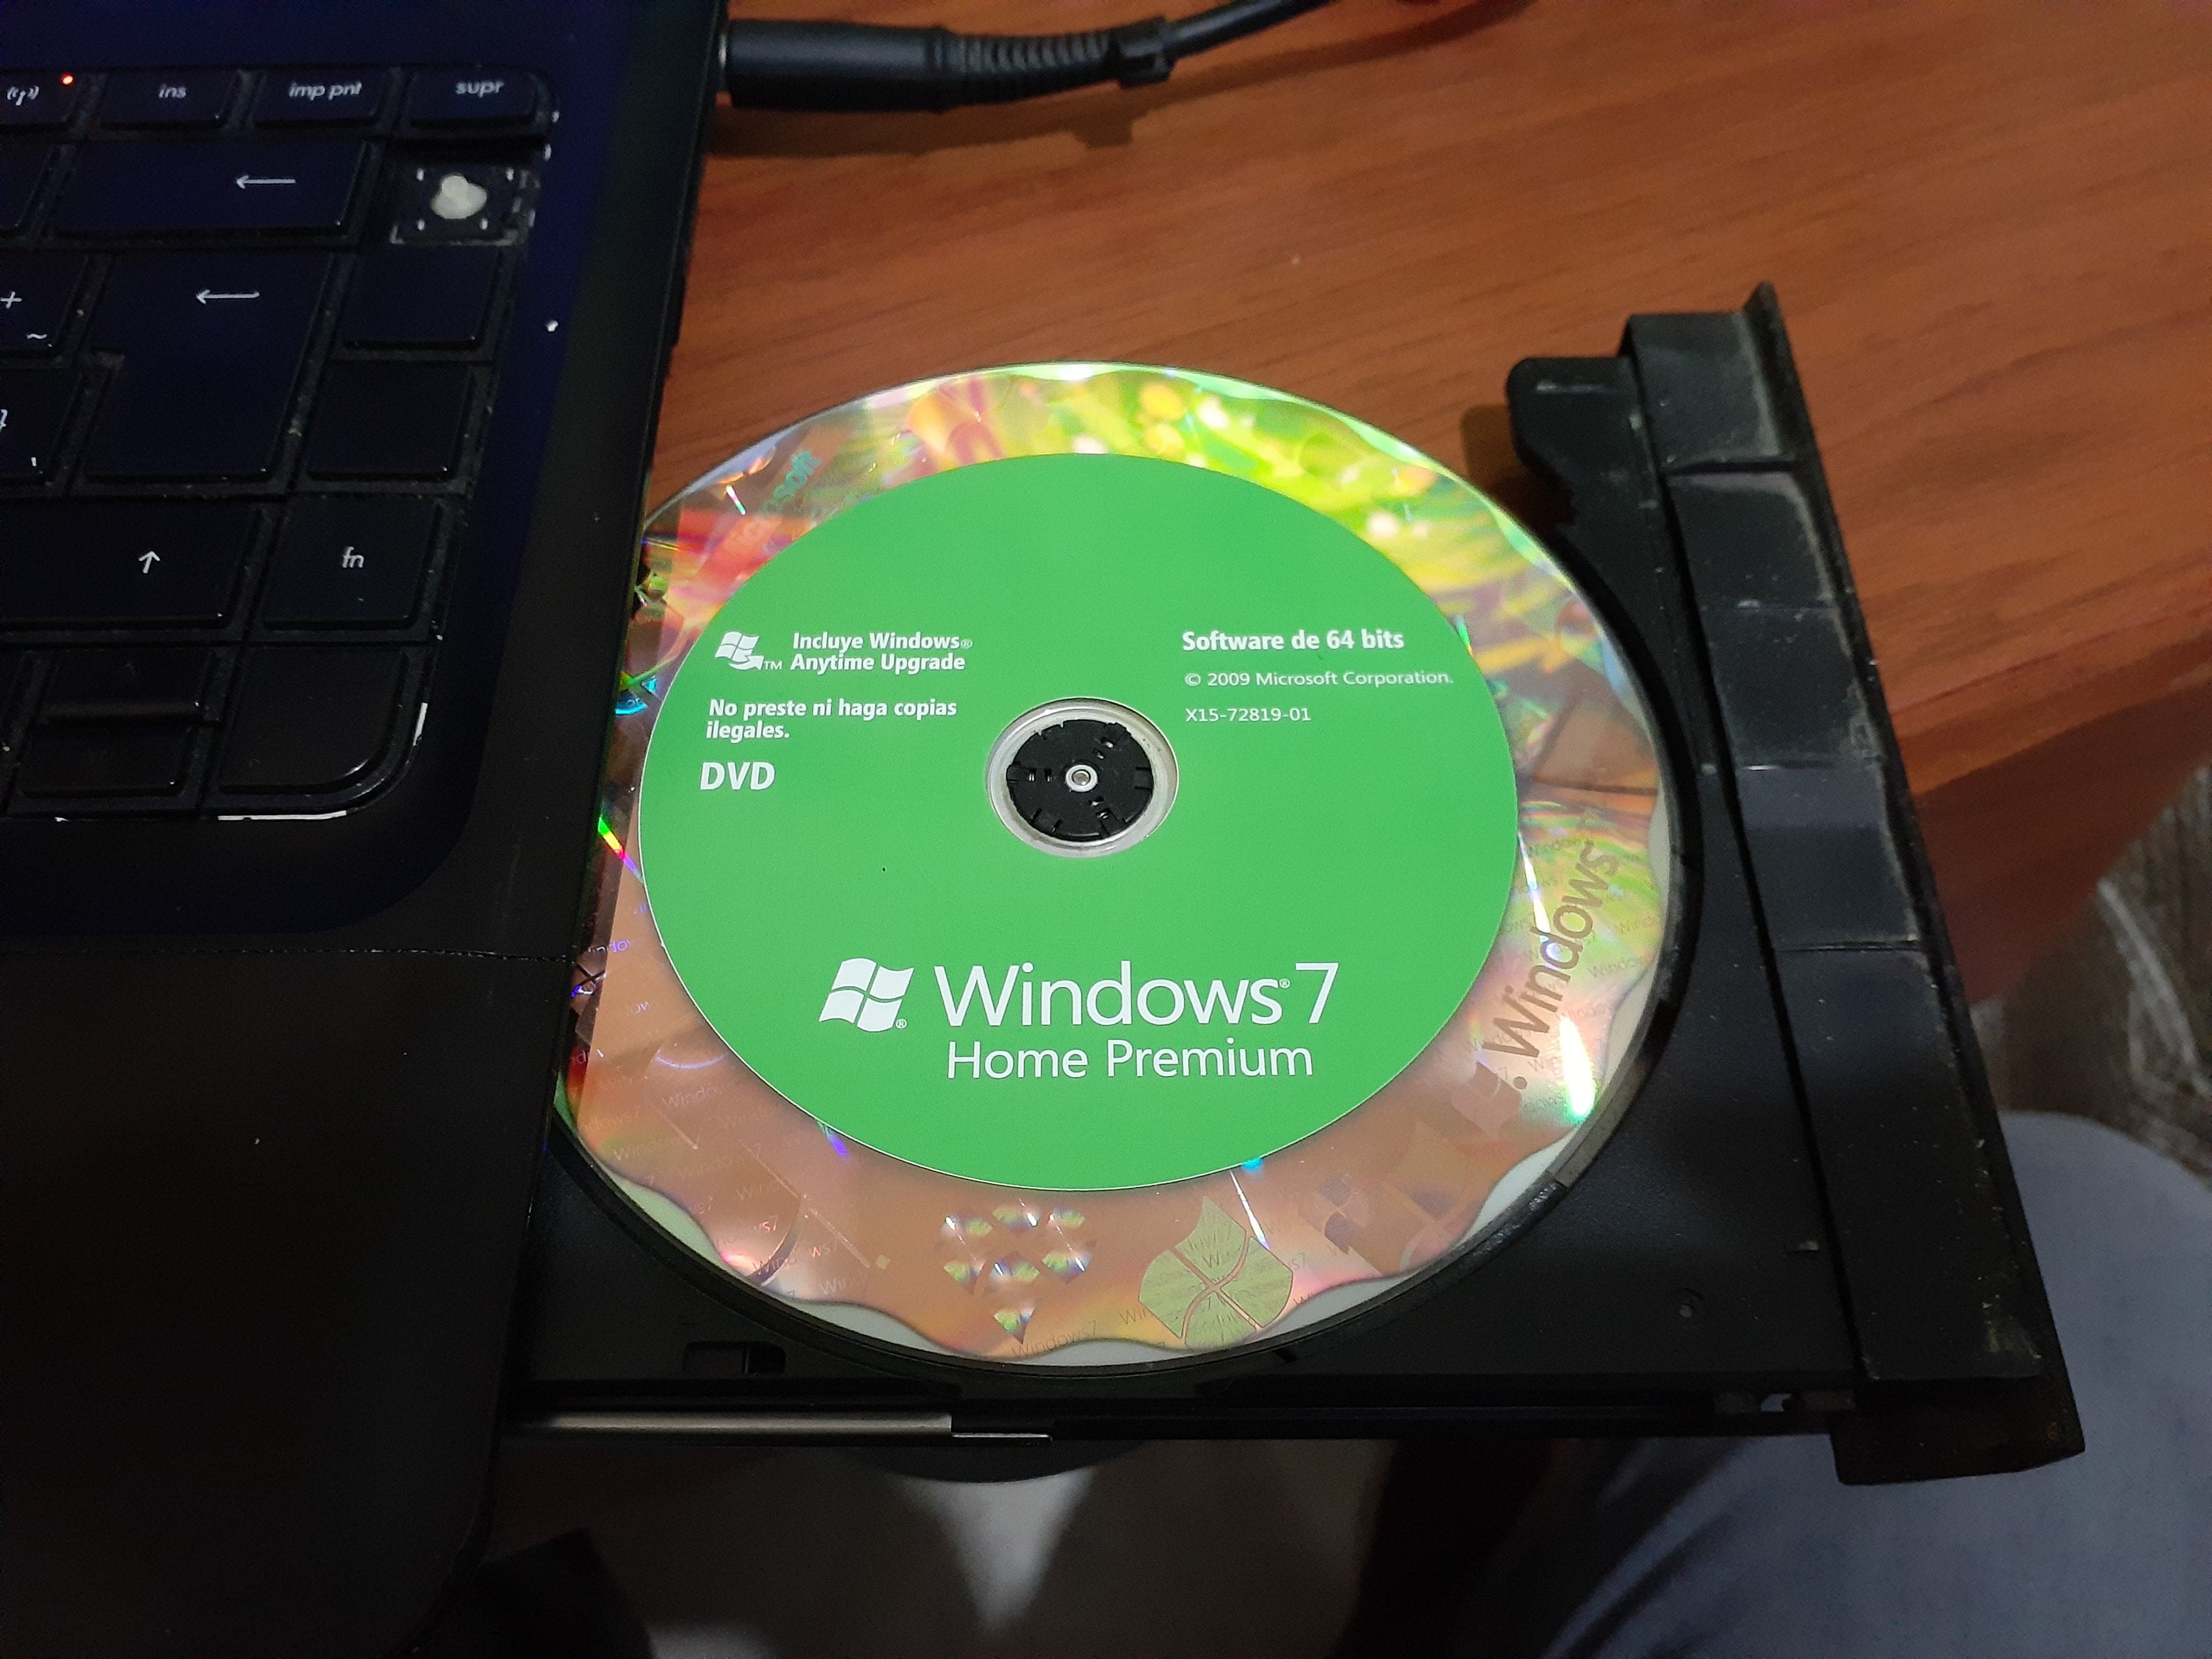 ins
imp pnt
supr
←
←
+
~
↑
fn
Microsoft
Incluye Windows®
™ Anytime Upgrade
No preste ni haga copias
ilegales.
DVD
Software de 64 bits
© 2009 Microsoft Corporation.
X15-72819-01
Windows®7
Home Premium
Windows